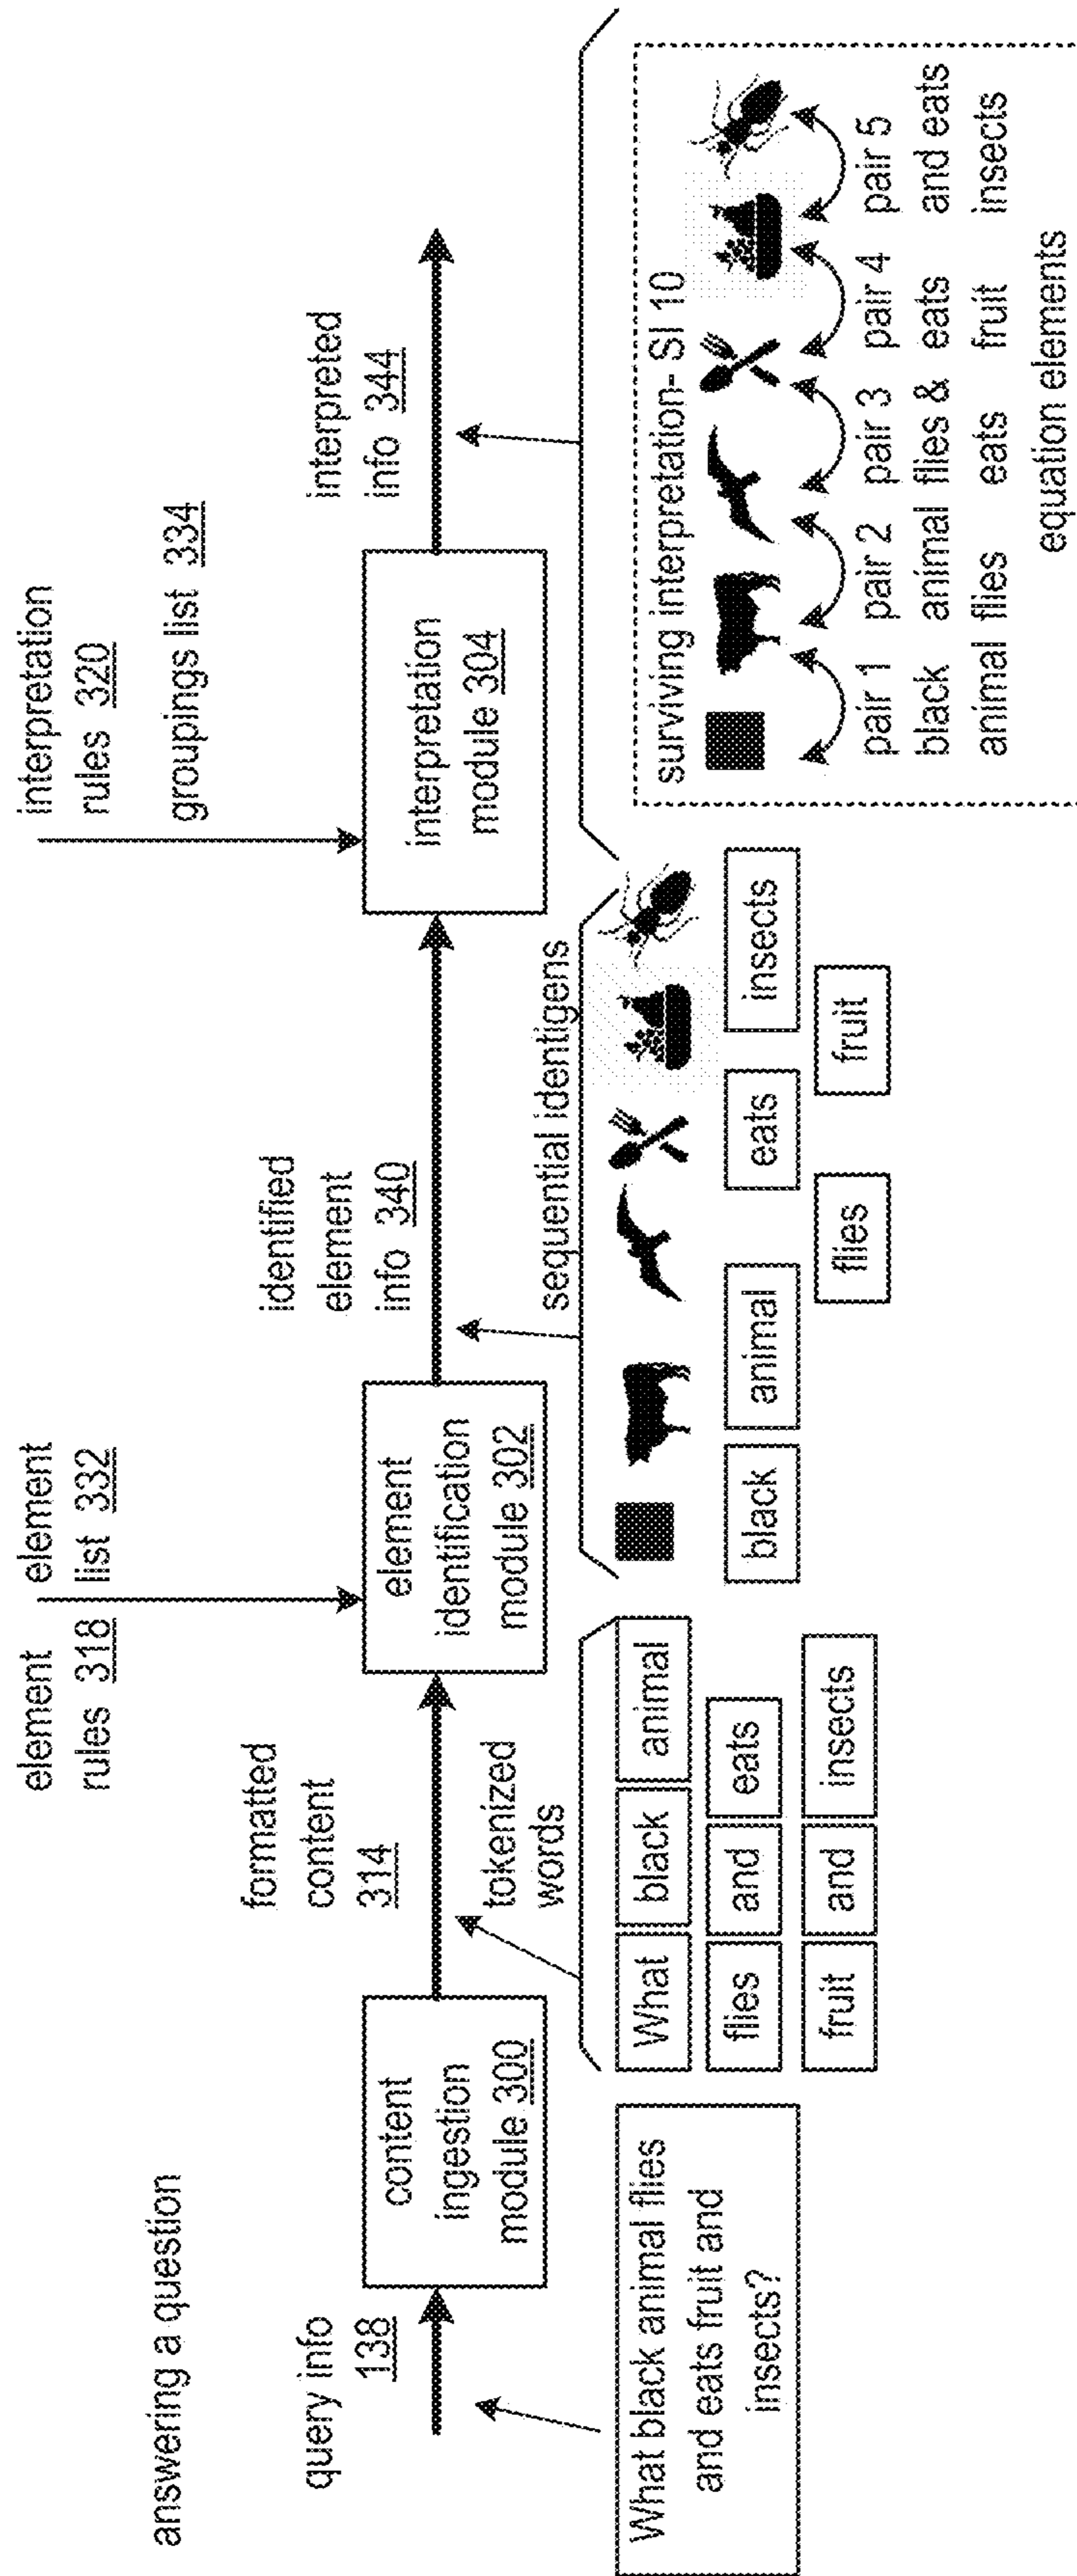 answering a question
query info
138
content
ingestion
module 300
formatted
content
314
element
rules 318
element
list 332
element
identification
module 302
identified
element
info 340
interpretation
rules 320
groupings list 334
interpretation
module 304
interpreted
info 344
What black animal flies
and eats fruit and
insects?
tokenized
words
What black animal
flies and eats
fruit and insects
sequential identigens
black animal eats insects
flies fruit
surviving interpretation- SI 10
pair 1 pair 2 pair 3 pair 4 pair 5
black animal flies & eats and eats
animal flies eats fruit insects
equation elements